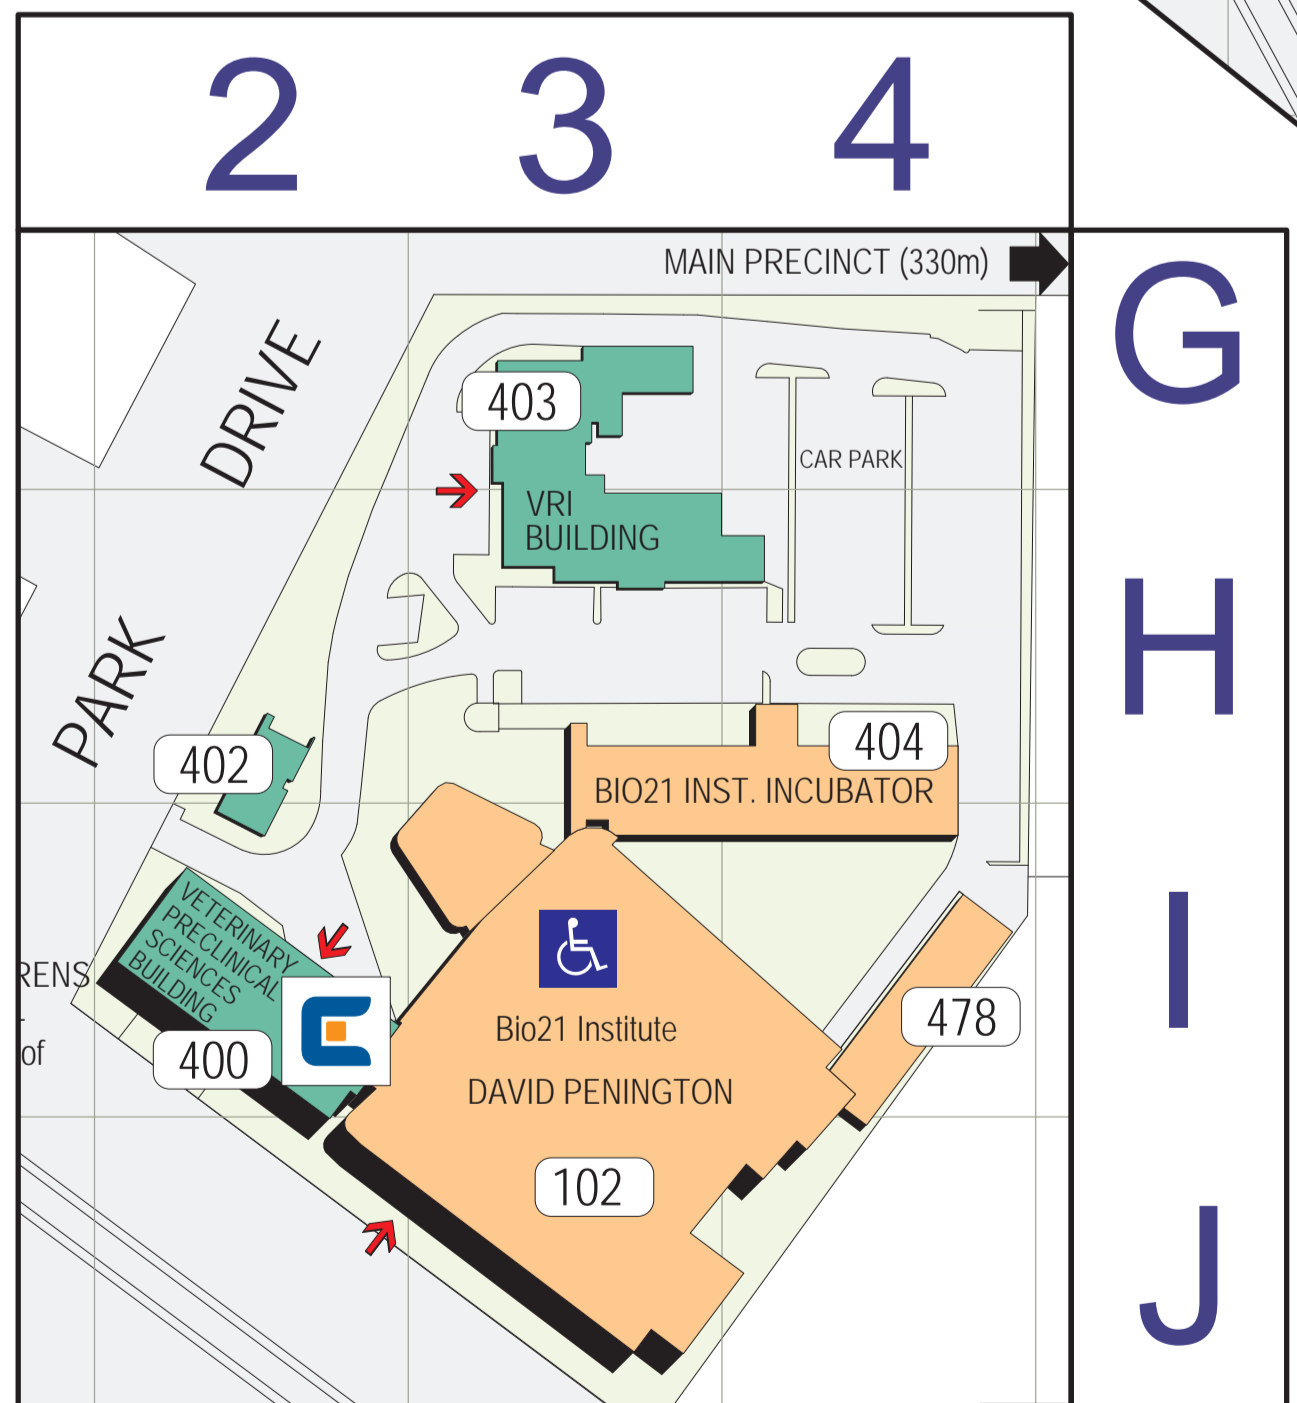 2 3 4
MAIN PRECINCT (330m)
G
DRIVE
403
CAR PARK
VRI
BUILDING
H
PARK
402
404
BIO21 INST. INCUBATOR
VETERINARY
PRECLINICAL
SCIENCES
BUILDING
I
RENS
of
400
478
Bio21 Institute
DAVID PENINGTON
102
J